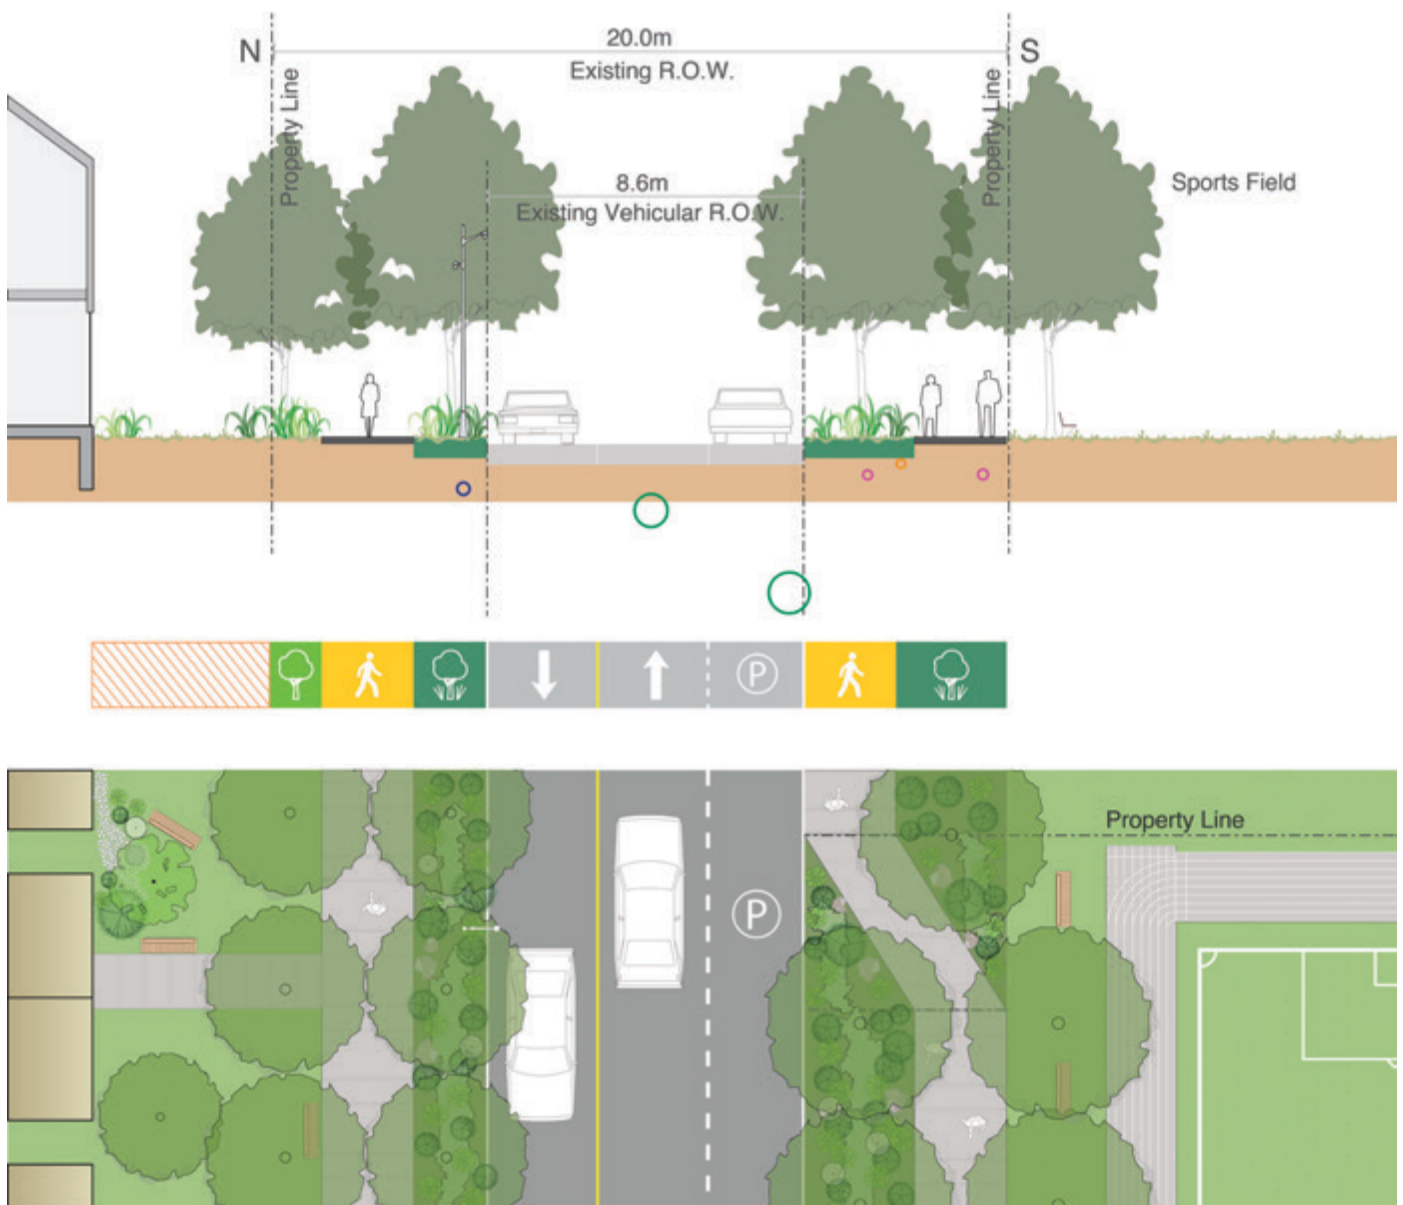 N
20.0m
S
Existing R.O.W.
Property Line
Property Line
8.6m
Existing Vehicular R.O.W.
Sports Field
P
Property Line
P